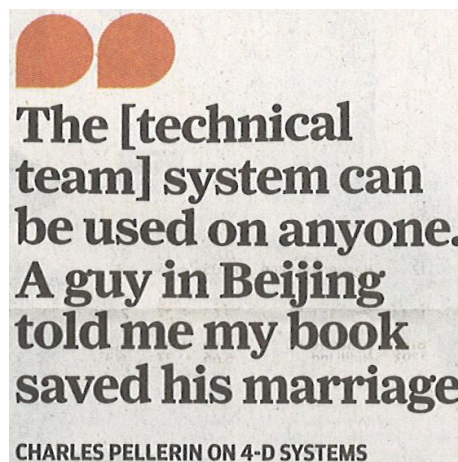 The [technical
team] system can
be used on anyone.
A guy in Beijing
told me my book
saved his marriage
CHARLES PELLERIN ON 4-D SYSTEMS